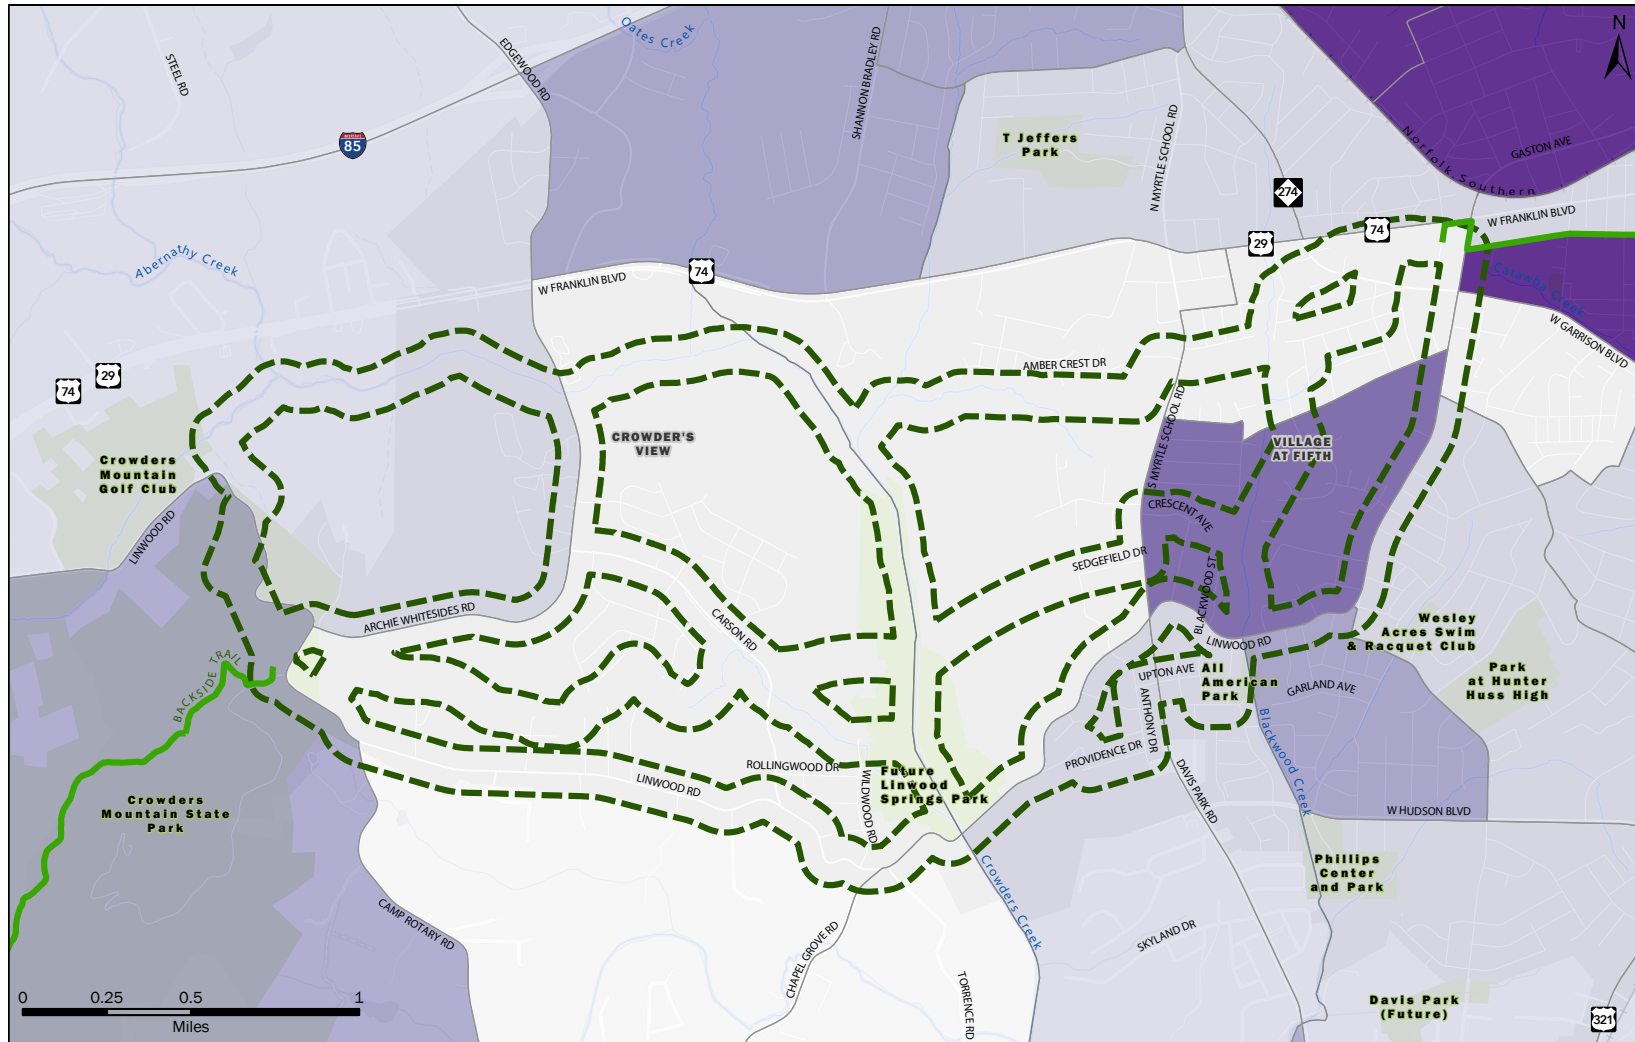 Oates Creek
N
STEEL RD
EDGEWOOD RD
SHANNON BRADLEY RD
INTERSTATE
85
T Jeffers
Park
N MYRTLE SCHOOL RD
Norfolk Southern
GASTON AVE
274
W FRANKLIN BLVD
74
29
Abernathy Creek
74
W FRANKLIN BLVD
Catawba Creek
W GARRISON BLVD
29
74
AMBER CREST DR
S MYRTLE SCHOOL RD
CROWDER'S
VIEW
VILLAGE
AT FIFTH
Crowders
Mountain
Golf Club
LINWOOD RD
CRESCENT AVE
SEDGEFIELD DR
BLACKWOOD ST
ARCHIE WHITESIDES RD
CARSON RD
LINWOOD RD
Wesley
Acres Swim
& Racquet Club
BACKSIDE TRAIL
UPTON AVE
All
American
Park
GARLAND AVE
Park
at Hunter
Huss High
ANTHONY DR
Blackwood Creek
PROVIDENCE DR
ROLLINGWOOD DR
LINWOOD RD
WILDWOOD RD
Future
Linwood
Springs Park
DAVIS PARK RD
W HUDSON BLVD
Crowders
Mountain State
Park
Phillips
Center
and Park
Crowders Creek
CAMP ROTARY RD
CHAPEL GROVE RD
SKYLAND DR
TORRENCE RD
Davis Park
(Future)
321
0 0.25 0.5 1
Miles